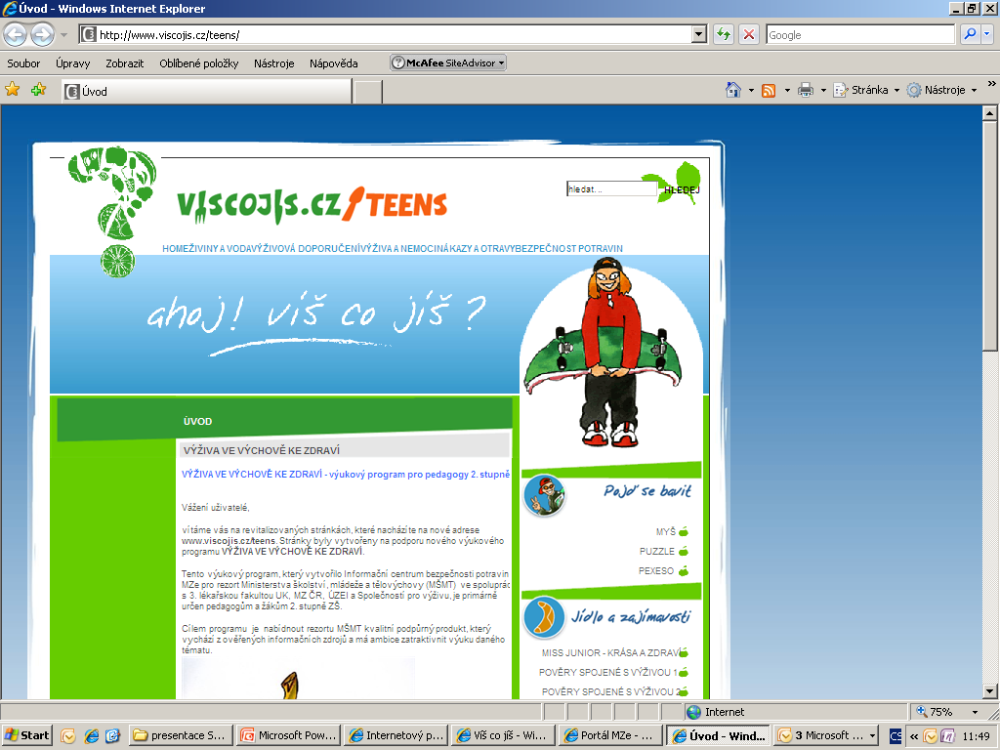 Úvod - Windows Internet Explorer
http://www.viscojis.cz/teens/
Google
Soubor Úpravy Zobrazit Oblíbené položky Nástroje Nápověda
McAfee SiteAdvisor
Úvod
Stránka Nástroje
VISCOJIS.CZ/TEENS
hledat...
HLEDEJ
HOMEŽIVINY A VODAVÝŽIVOVÁ DOPORUČENÍVÝŽIVA A NEMOCINÁKAZY A OTRAVYBEZPEČNOST POTRAVIN
ahoj! víš co jíš?
ÚVOD
VÝŽIVA VE VÝCHOVĚ KE ZDRAVÍ
VÝŽIVA VE VÝCHOVĚ KE ZDRAVÍ - výukový program pro pedagogy 2. stupně
Vážení uživatelé,
vítáme vás na revitalizovaných stránkách, které nacházíte na nové adrese
www.viscojis.cz/teens. Stránky byly vytvořeny na podporu nového výukového
programu VÝŽIVA VE VÝCHOVĚ KE ZDRAVÍ.
Tento výukový program, který vytvořilo Informační centrum bezpečnosti potravin
MZe pro rezort Ministerstva školství, mládeže a tělovýchovy (MŠMT) ve spoluprác
s 3. lékařskou fakultou UK, MZ ČR, ÚZEI a Společností pro výživu, je primárně
určen pedagogům a žákům 2. stupně ZŠ.
Cílem programu je nabídnout rezortu MŠMT kvalitní podpůrný produkt, který
vychází z ověřených informačních zdrojů a má ambice zatraktivnit výuku daného
tématu.
Pojď se bavit
MYŠ
PUZZLE
PEXESO
Jídlo a zajímavosti
MISS JUNIOR - KRÁSA A ZDRAVÍ
POVĚRY SPOJENÉ S VÝŽIVOU 1
POVĚRY SPOJENÉ S VÝŽIVOU 2
Internet
75%
Start
presentace S...
Microsoft Pow...
Internetový p...
Víš co jíš - Wi...
Portál MZe - ...
Úvod - Wind...
3 Microsoft ...
CS
11:49